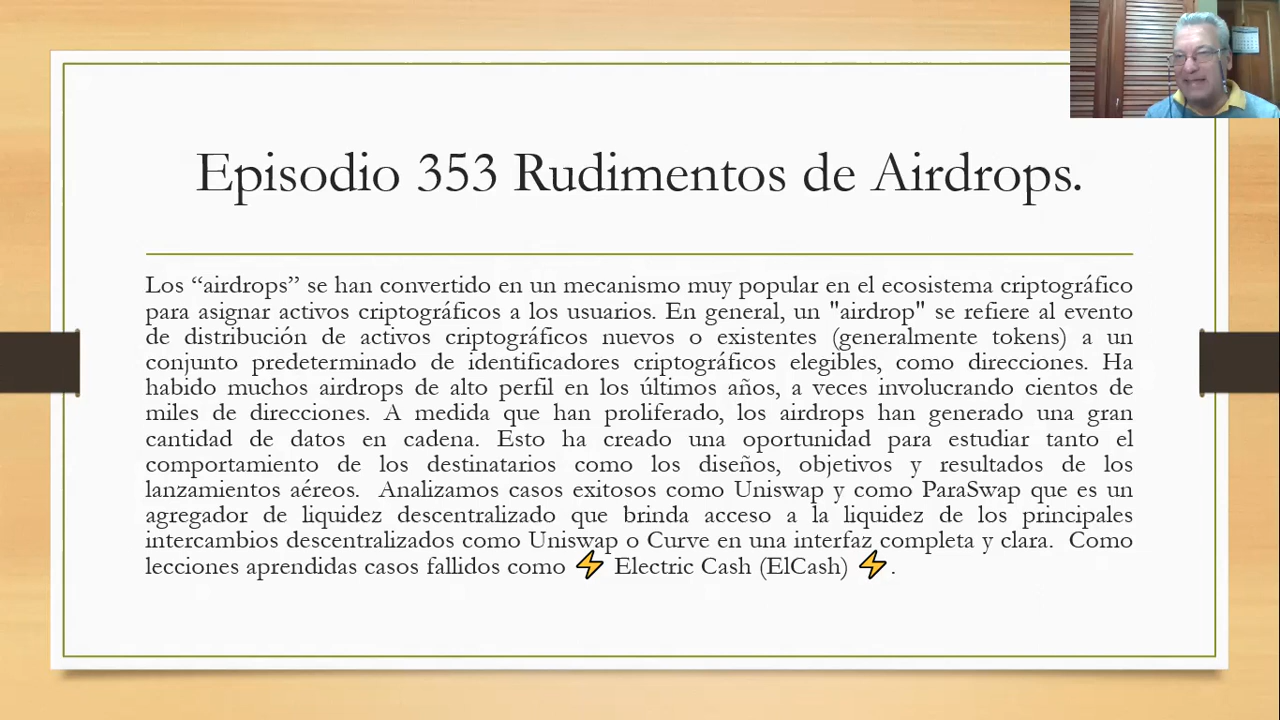 Episodio 353 Rudimentos de Airdrops.
Los “airdrops” se han convertido en un mecanismo muy popular en el ecosistema criptográfico
para asignar activos criptográficos a los usuarios. En general, un "airdrop" se refiere al evento
de distribución de activos criptográficos nuevos o existentes (generalmente tokens) a un
conjunto predeterminado de identificadores criptográficos elegibles, como direcciones. Ha
habido muchos airdrops de alto perfil en los últimos años, a veces involucrando cientos de
miles de direcciones. A medida que han proliferado, los airdrops han generado una gran
cantidad de datos en cadena. Esto ha creado una oportunidad para estudiar tanto el
comportamiento de los destinatarios como los diseños, objetivos y resultados de los
lanzamientos aéreos. Analizamos casos exitosos como Uniswap y como ParaSwap que es un
agregador de liquidez descentralizado que brinda acceso a la liquidez de los principales
intercambios descentralizados como Uniswap o Curve en una interfaz completa y clara. Como
lecciones aprendidas casos fallidos como ⚡ Electric Cash (ElCash) ⚡.